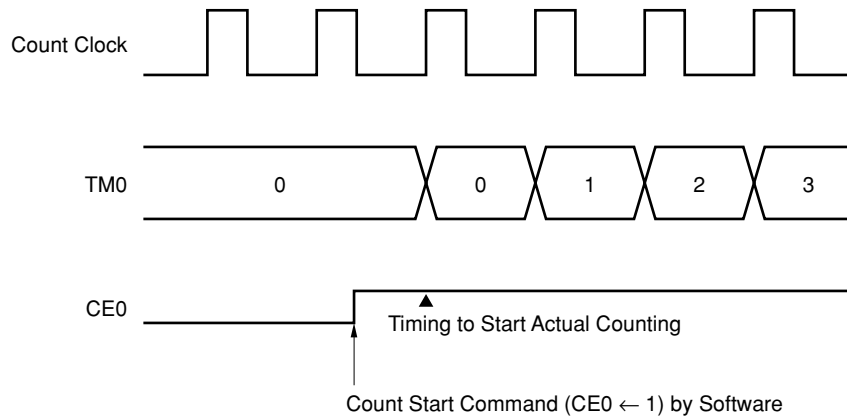 Count Clock
TM0
0
0
1
2
3
CE0
Timing to Start Actual Counting
Count Start Command (CE0 ← 1) by Software